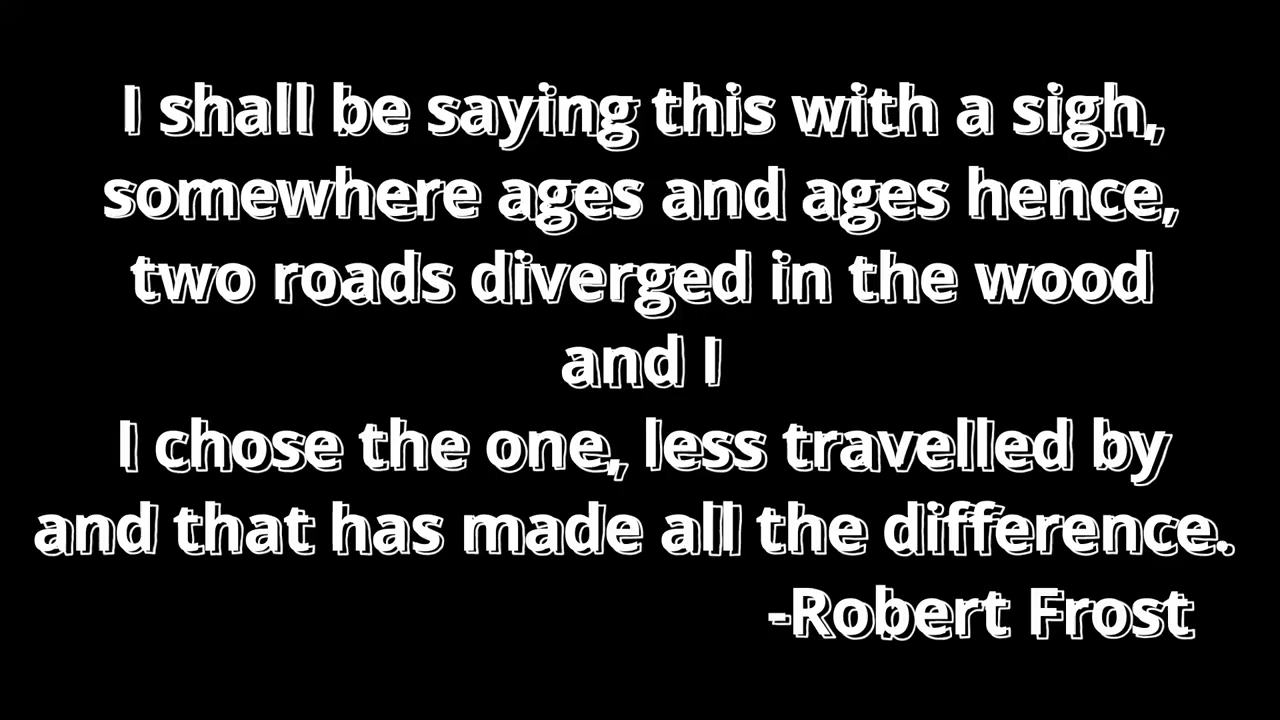 I shall be saying this with a sigh,
somewhere ages and ages hence,
two roads diverged in the wood
and I
I chose the one, less travelled by
and that has made all the difference.
-Robert Frost